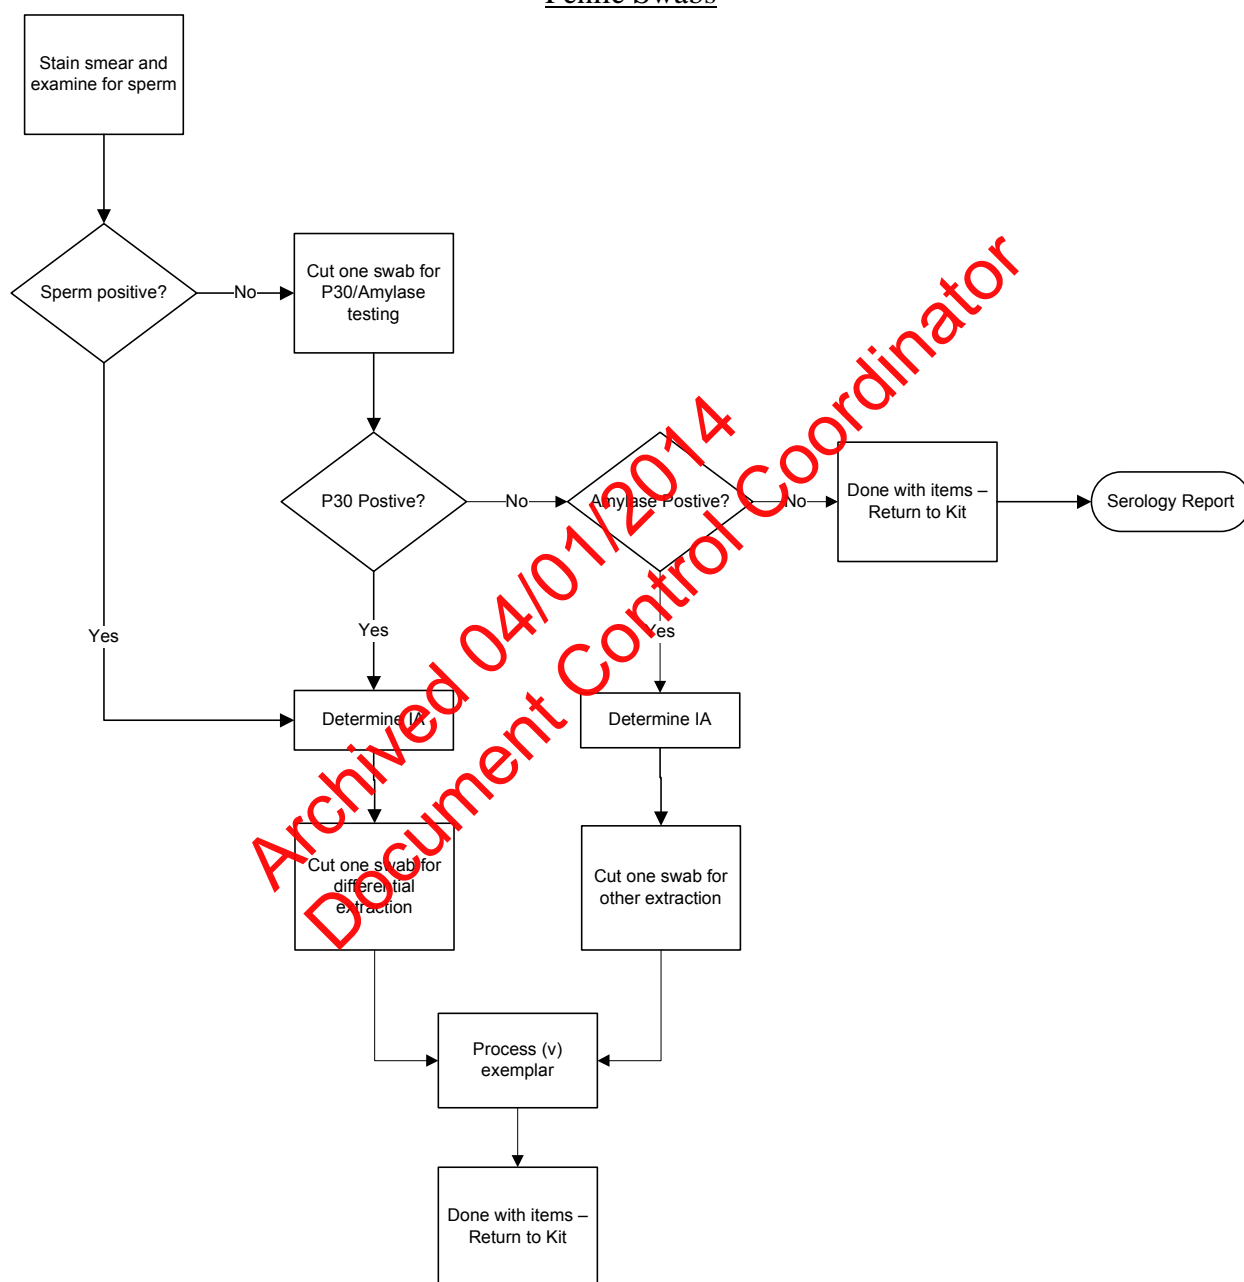 Penile Swabs
Stain smear and
examine for sperm
Sperm positive?
No
Cut one swab for
P30/Amylase
testing
P30 Postive?
No
Amylase Postive?
No
Done with items –
Return to Kit
Serology Report
Yes
Yes
Yes
Determine IA
Determine IA
Cut one swab for
differential
extraction
Cut one swab for
other extraction
Process (v)
exemplar
Done with items –
Return to Kit
Archived 04/01/2014
Document Control Coordinator